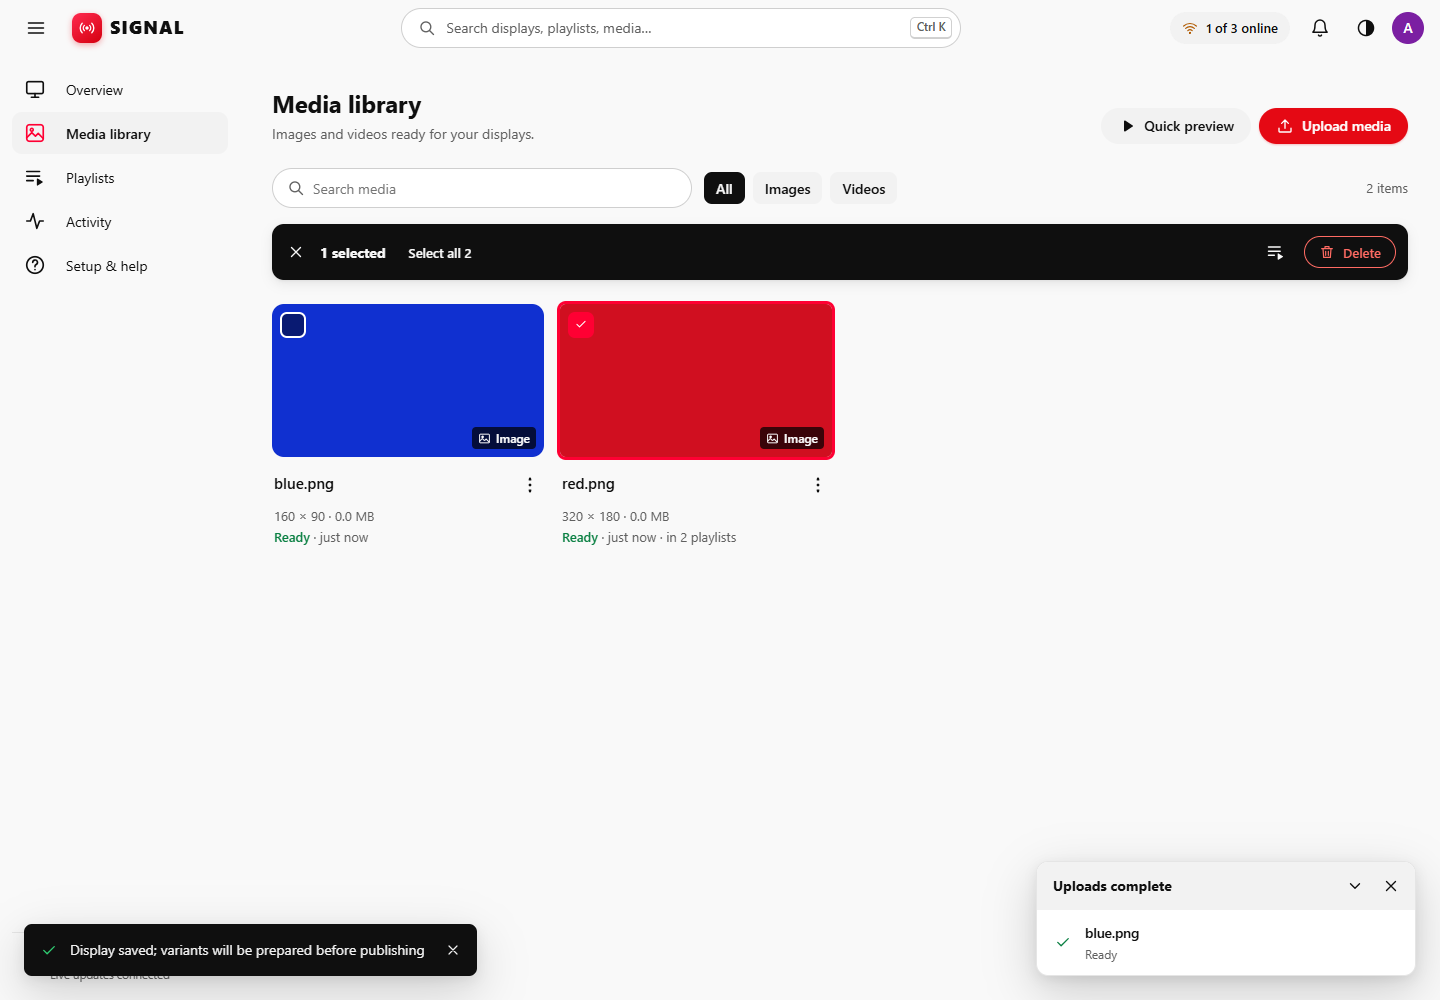 SIGNAL
Search displays, playlists, media...
Ctrl K
1 of 3 online
A
Overview
Media library
Playlists
Activity
Setup & help
Media library
Images and videos ready for your displays.
Quick preview
Upload media
Search media
All
Images
Videos
2 items
1 selected
Select all 2
Delete
Image
Image
blue.png
160 × 90 · 0.0 MB
Ready · just now
red.png
320 × 180 · 0.0 MB
Ready · just now · in 2 playlists
Display saved; variants will be prepared before publishing
Live updates connected
Uploads complete
blue.png
Ready